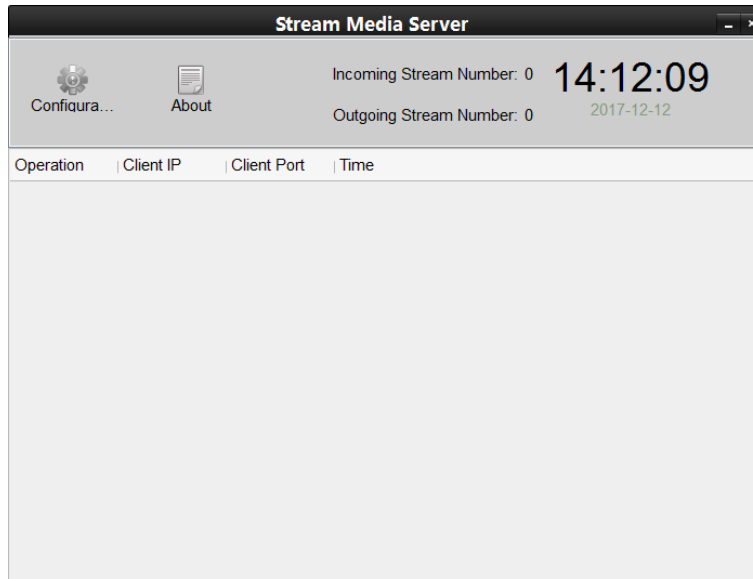 Stream Media Server
Configura...
About
Incoming Stream Number: 0
Outgoing Stream Number: 0
14:12:09
2017-12-12
Operation Client IP Client Port Time